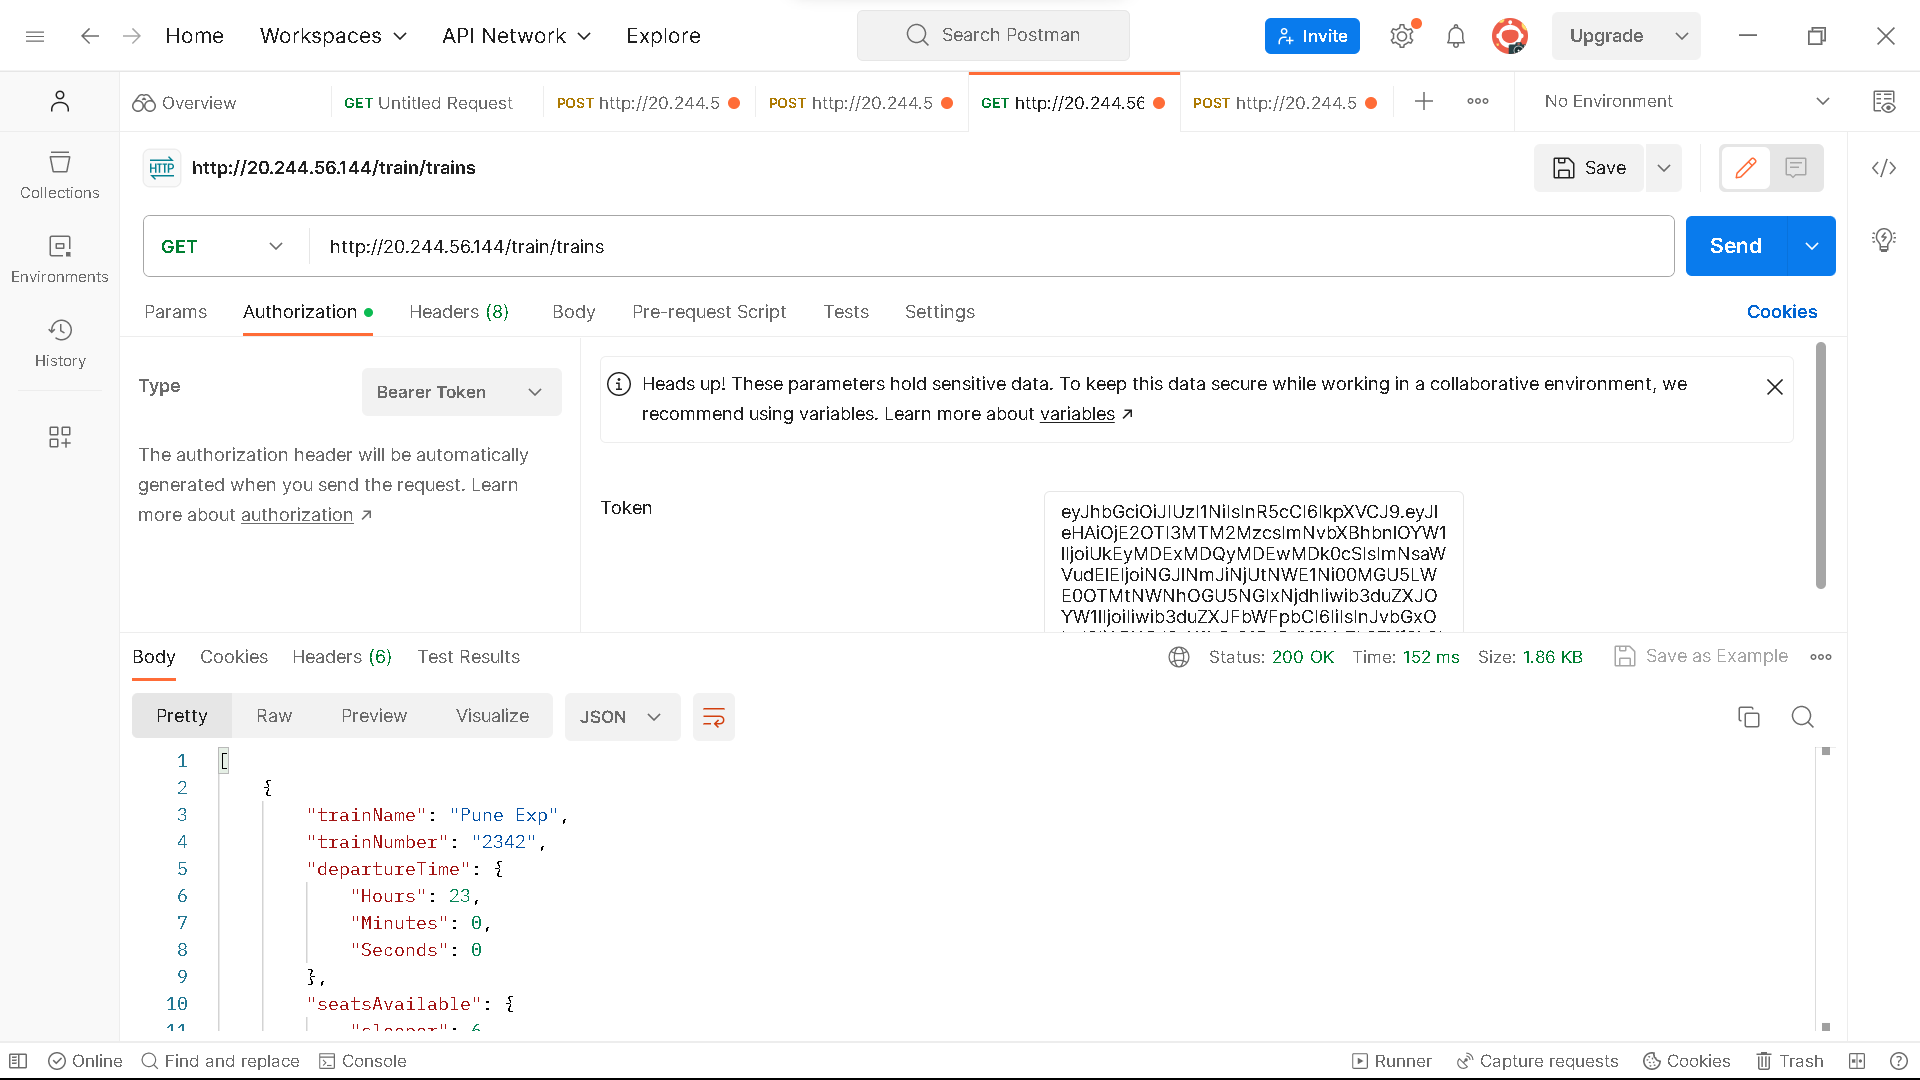 Home Workspaces API Network Explore Search Postman Invite Upgrade
Overview GET Untitled Request POST http://20.244.5 POST http://20.244.5 GET http://20.244.56 POST http://20.244.5 No Environment
HTTP http://20.244.56.144/train/trains Save
Collections
Environments
History
GET http://20.244.56.144/train/trains Send
Params Authorization Headers (8) Body Pre-request Script Tests Settings Cookies
Type Bearer Token
The authorization header will be automatically
generated when you send the request. Learn
more about authorization ↗
Heads up! These parameters hold sensitive data. To keep this data secure while working in a collaborative environment, we
recommend using variables. Learn more about variables ↗
Token
Body Cookies Headers (6) Test Results Status: 200 OK Time: 152 ms Size: 1.86 KB Save as Example
Pretty Raw Preview Visualize JSON
1 [
2 {
3 "trainName": "Pune Exp",
4 "trainNumber": "2342",
5 "departureTime": {
6 "Hours": 23,
7 "Minutes": 0,
8 "Seconds": 0
9 },
10 "seatsAvailable": {
11 "sleeper": 6
Online Find and replace Console Runner Capture requests Cookies Trash